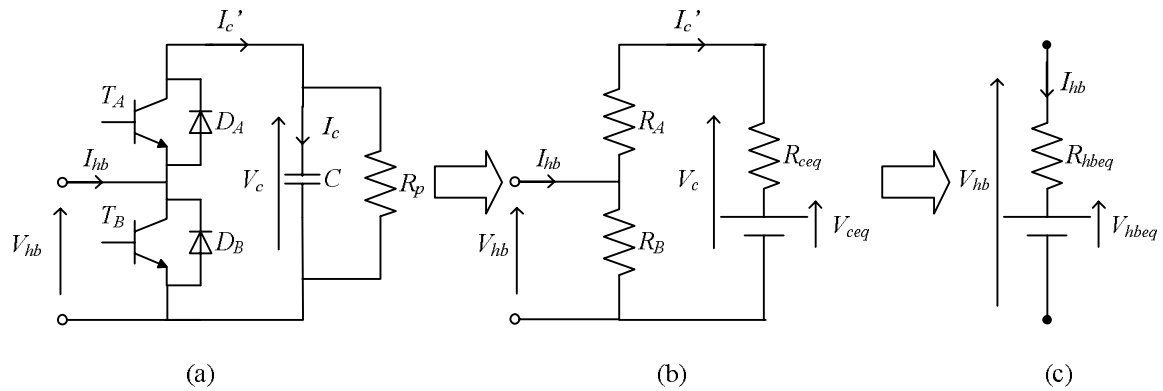 I_c'
T_A
D_A
I_c
I_hb
V_c
C
R_p
T_B
D_B
V_hb
(a)
I_c'
R_A
R_ceq
I_hb
V_c
R_B
V_hb
V_ceq
(b)
I_hb
R_hbeq
V_hb
V_hbeq
(c)